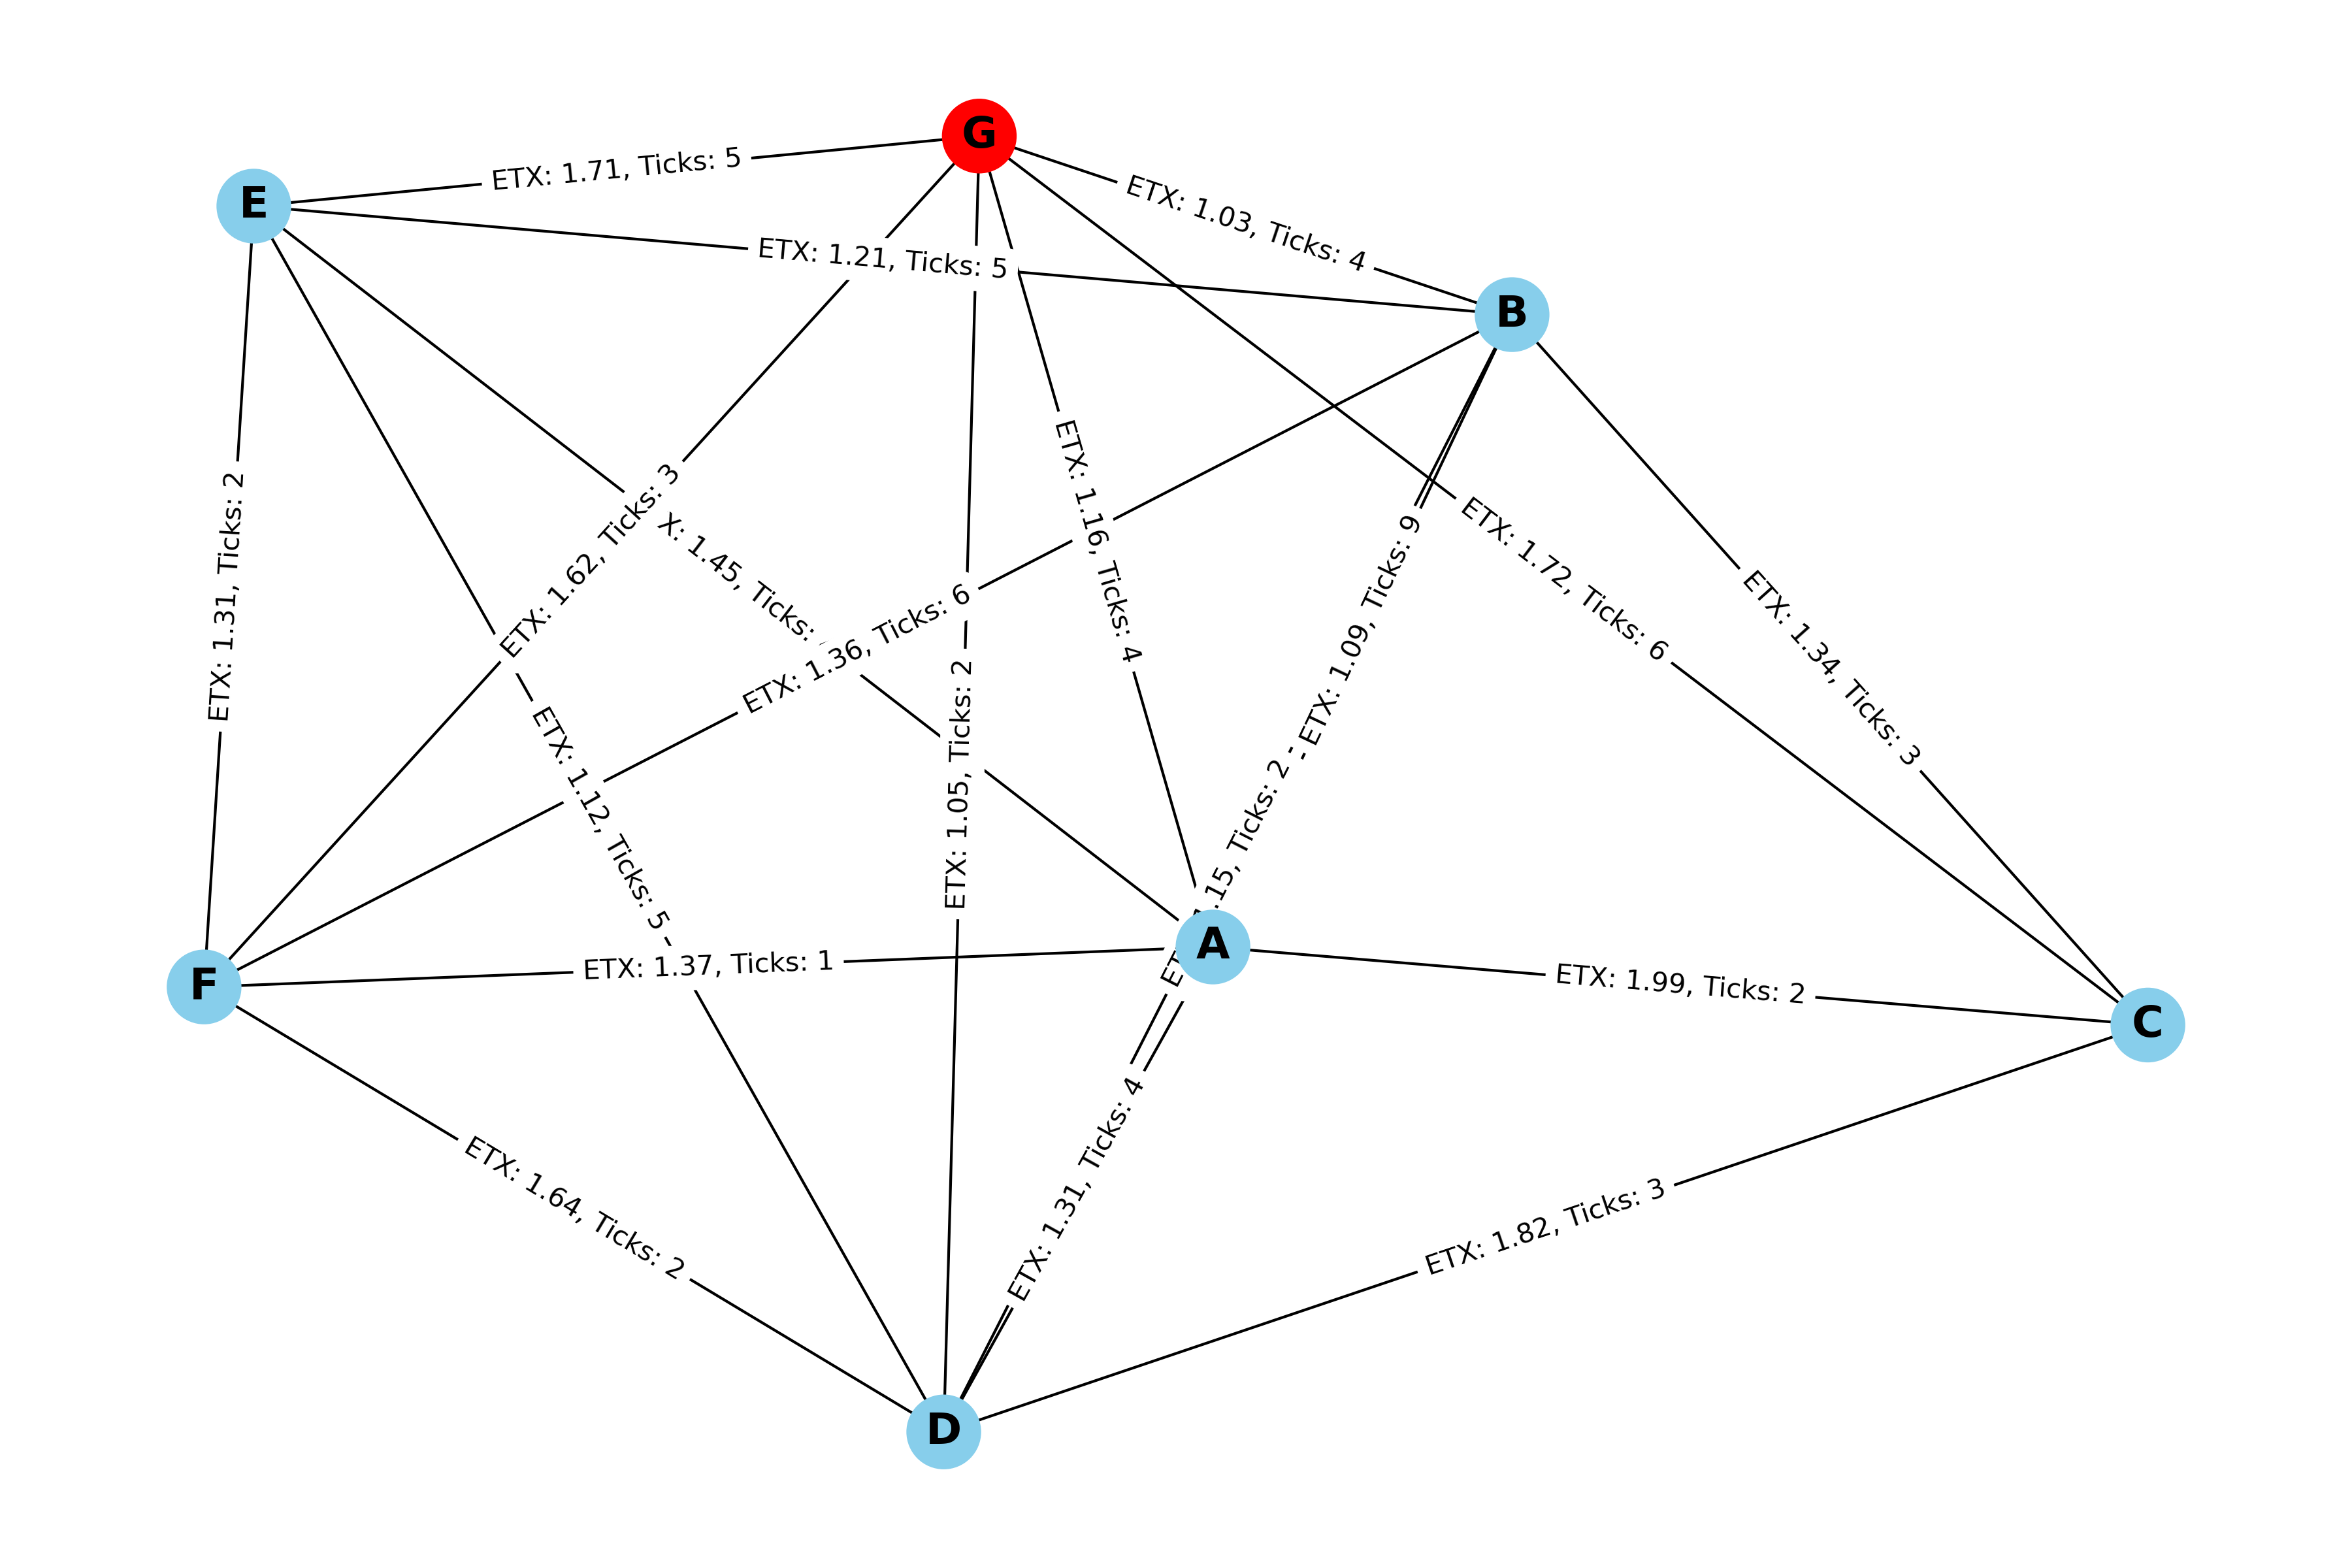 G
ETX: 1.71, Ticks: 5
E
ETX: 1.03, Ticks: 4
ETX: 1.21, Ticks: 5
B
ETX: 1.31, Ticks: 2
ETX: 1.62, Ticks: 3
1.45, Ticks:
ETX: 1.36, Ticks: 6
ETX: 1.16, Ticks: 4
ETX: 1.09, Ticks: 9
ETX: 1.72, Ticks: 6
ETX: 1.34, Ticks: 3
ETX: 1.12, Ticks: 5
ETX: 1.05, Ticks: 2
.15, Ticks: 2
A
ETX: 1.37, Ticks: 1
F
ETX: 1.99, Ticks: 2
C
ETX: 1.64, Ticks: 2
ETX: 1.31, Ticks: 4
ETX: 1.82, Ticks: 3
D